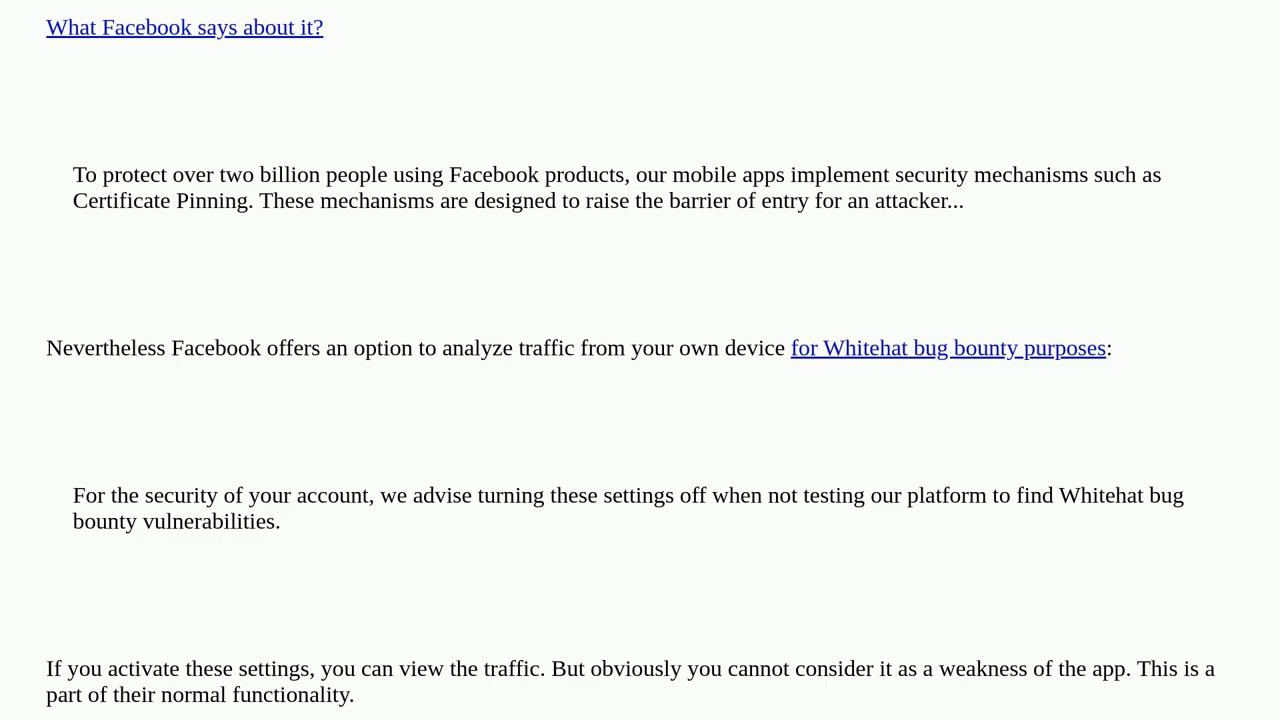 What Facebook says about it?
To protect over two billion people using Facebook products, our mobile apps implement security mechanisms such as
Certificate Pinning. These mechanisms are designed to raise the barrier of entry for an attacker...
Nevertheless Facebook offers an option to analyze traffic from your own device for Whitehat bug bounty purposes:
For the security of your account, we advise turning these settings off when not testing our platform to find Whitehat bug
bounty vulnerabilities.
If you activate these settings, you can view the traffic. But obviously you cannot consider it as a weakness of the app. This is a
part of their normal functionality.